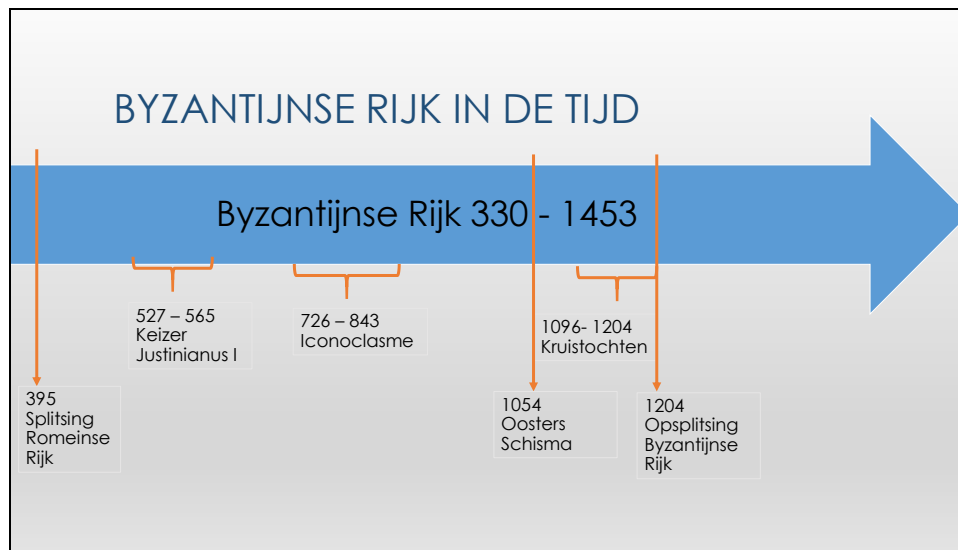 BYZANTIJNSE RIJK IN DE TIJD
Byzantijnse Rijk 330 - 1453
527 – 565
Keizer
Justinianus I
726 – 843
Iconoclasme
1096- 1204
Kruistochten
395
Splitsing
Romeinse
Rijk
1054
Oosters
Schisma
1204
Opsplitsing
Byzantijnse
Rijk